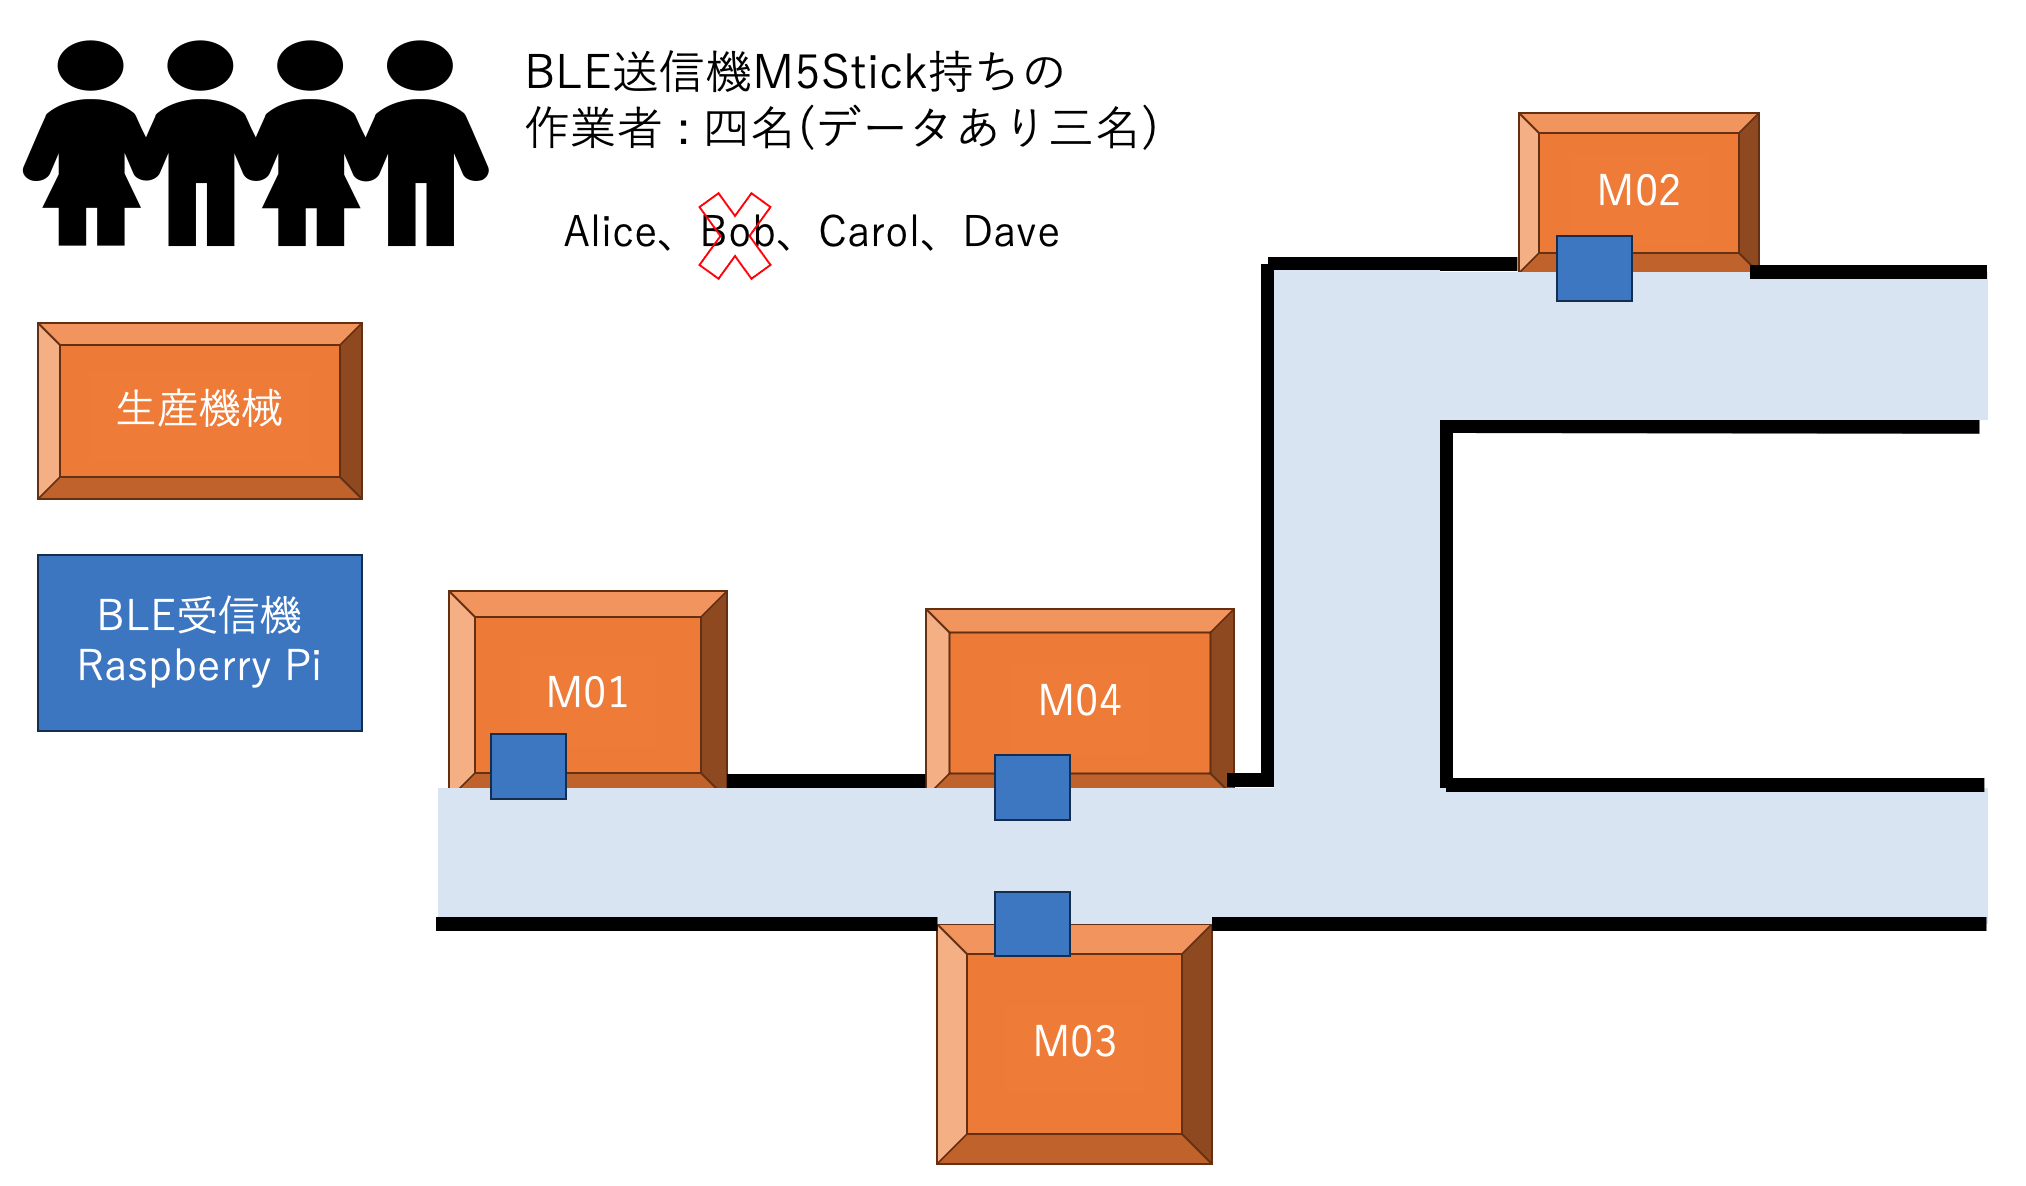 BLE送信機M5Stick持ちの
作業者：四名(データあり三名)
Alice、Bob、Carol、Dave
M02
生産機械
BLE受信機
Raspberry Pi
M01
M04
M03